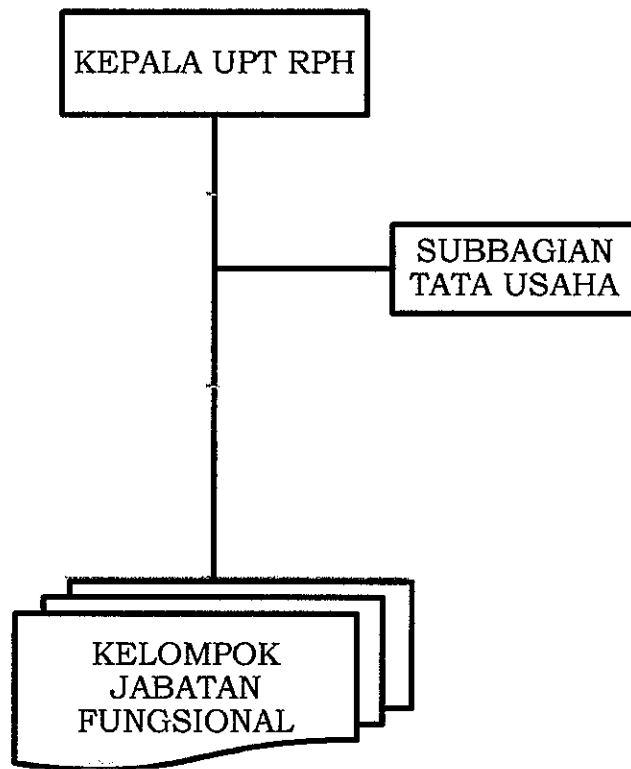 KEPALA UPT RPH
SUBBAGIAN
TATA USAHA
KELOMPOK
JABATAN
FUNGSIONAL